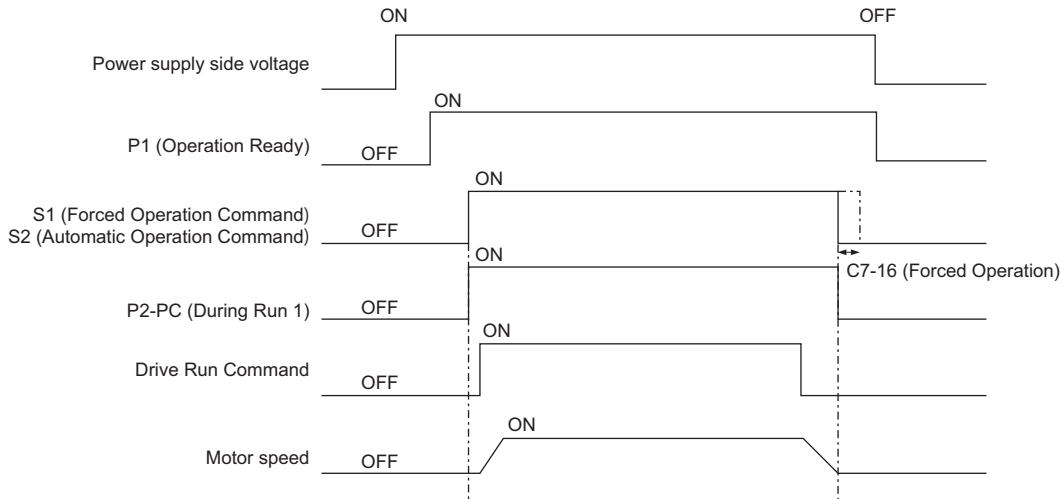 ON
OFF
Power supply side voltage
ON
P1 (Operation Ready)
OFF
ON
S1 (Forced Operation Command)
S2 (Automatic Operation Command)
OFF
ON
C7-16 (Forced Operation)
P2-PC (During Run 1)
OFF
ON
Drive Run Command
OFF
ON
Motor speed
OFF